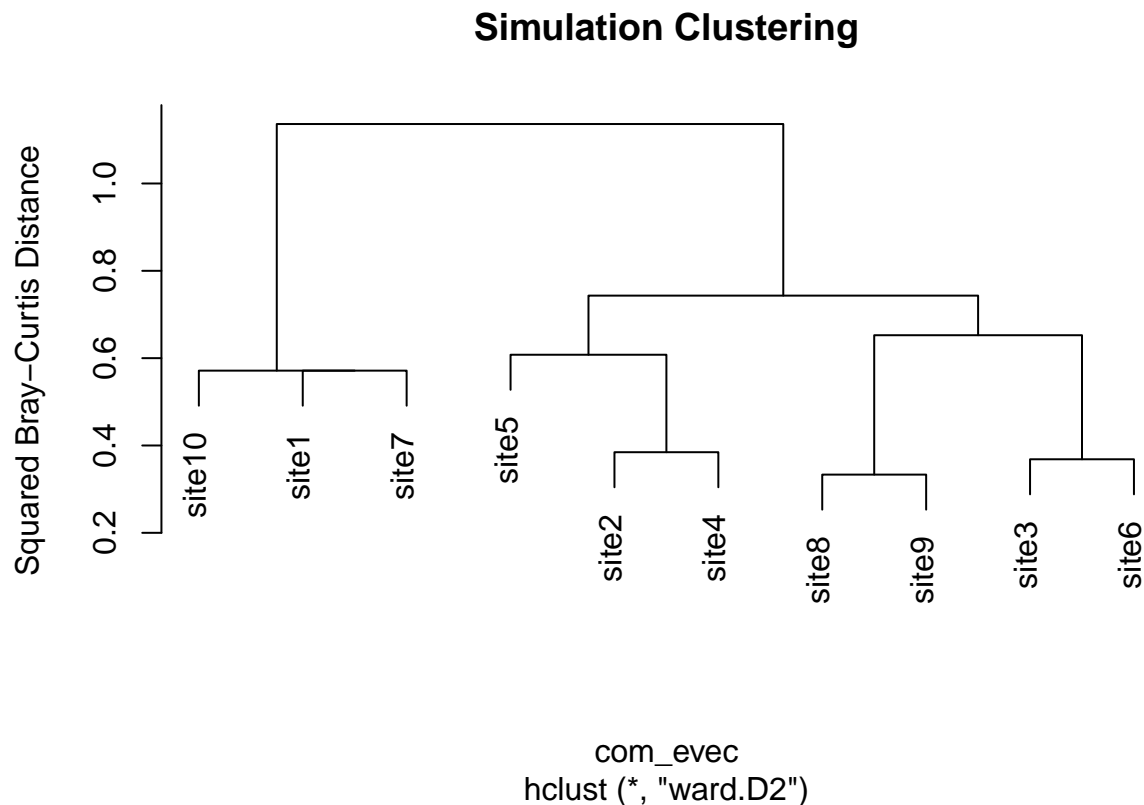 Simulation Clustering
Squared Bray−Curtis Distance
1.0
0.8
0.6
0.4
0.2
site10
site1
site7
site5
site2
site4
site8
site9
site3
site6
com_evec
hclust (*, "ward.D2")